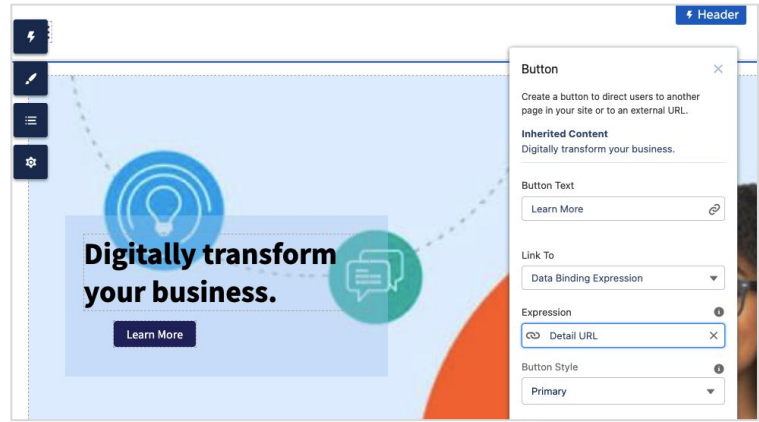 Header
Button
Create a button to direct users to another
page in your site or to an external URL.
Inherited Content
Digitally transform your business.
Button Text
Learn More
Link To
Data Binding Expression
Expression
Detail URL
Button Style
Primary
Digitally transform
your business.
Learn More